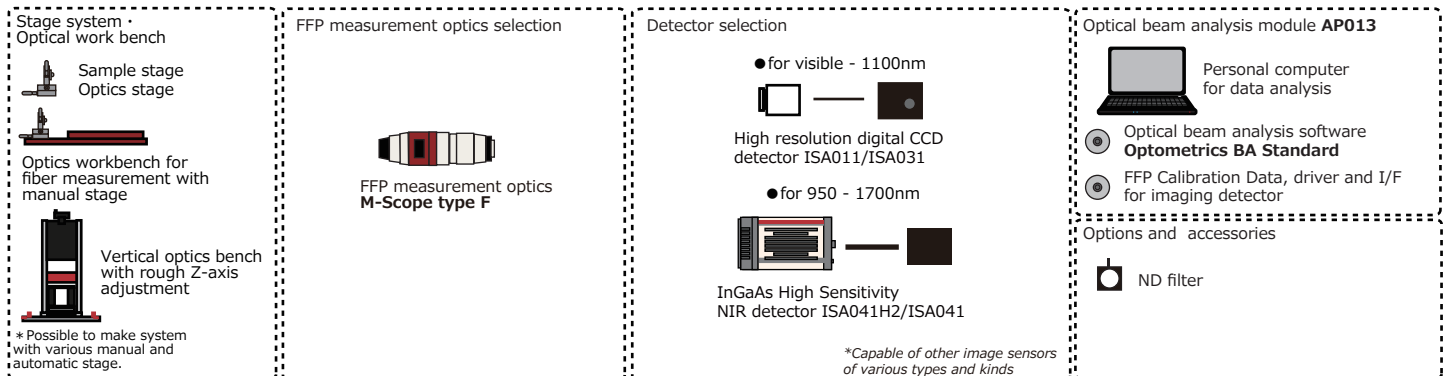 Stage system・
Optical work bench
Sample stage
Optics stage
Optics workbench for
fiber measurement with
manual stage
Vertical optics bench
with rough Z-axis
adjustment
＊Possible to make system
with various manual and
automatic stage.
FFP measurement optics selection
FFP measurement optics
M-Scope type F
Detector selection
●for visible - 1100nm
High resolution digital CCD
detector ISA011/ISA031
●for 950 - 1700nm
InGaAs High Sensitivity
NIR detector ISA041H2/ISA041
*Capable of other image sensors
of various types and kinds
Optical beam analysis module AP013
Personal computer
for data analysis
Optical beam analysis software
Optometrics BA Standard
FFP Calibration Data, driver and I/F
for imaging detector
Options and accessories
ND filter